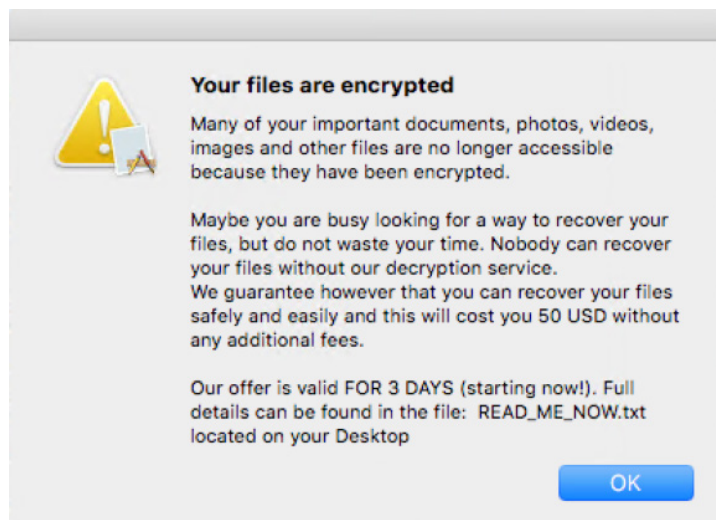 Your files are encrypted
Many of your important documents, photos, videos,
images and other files are no longer accessible
because they have been encrypted.
Maybe you are busy looking for a way to recover your
files, but do not waste your time. Nobody can recover
your files without our decryption service.
We guarantee however that you can recover your files
safely and easily and this will cost you 50 USD without
any additional fees.
Our offer is valid FOR 3 DAYS (starting now!). Full
details can be found in the file:  READ_ME_NOW.txt
located on your Desktop
OK